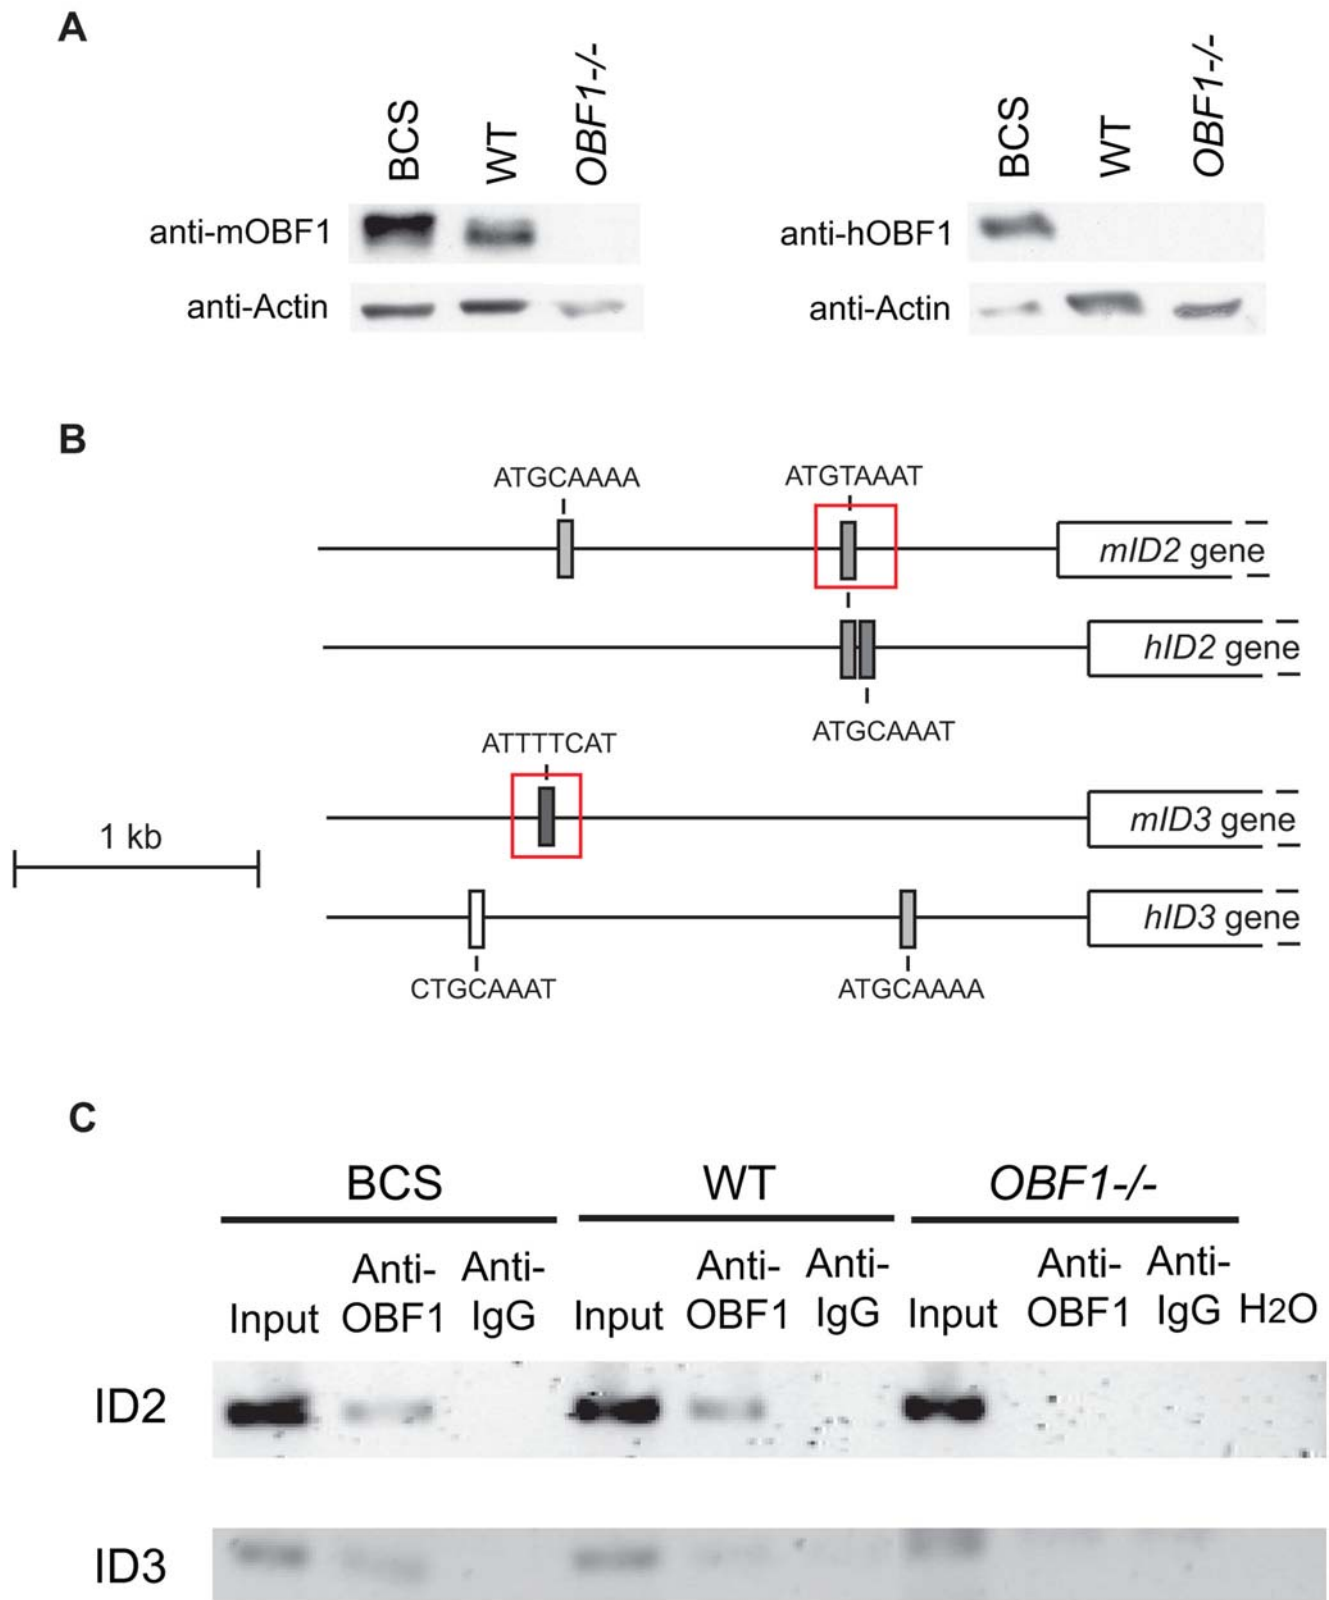 A
BCS WT OBF1-/-
BCS WT OBF1-/-
anti-mOBF1
anti-hOBF1
anti-Actin
anti-Actin
B
ATGCAAAA
ATGTAAAT
mID2 gene
hID2 gene
ATGCAAAT
ATTTTCAT
1 kb
mID3 gene
hID3 gene
CTGCAAAT
ATGCAAAA
C
BCS WT OBF1-/-
Anti- Anti- Anti- Anti- Anti- Anti-
Input OBF1 IgG Input OBF1 IgG Input OBF1 IgG H2O
ID2
ID3